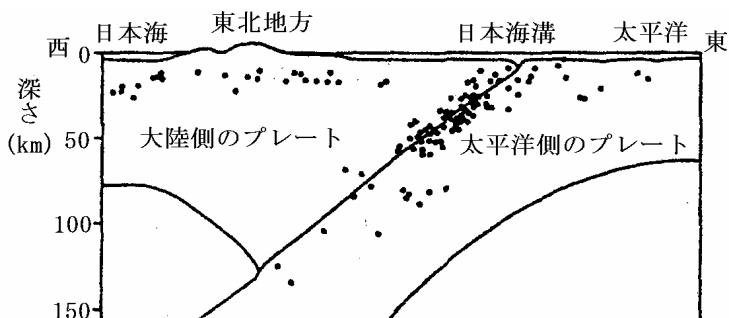 日本海 東北地方 日本海溝 太平洋
西 0 東
深さ
(km)
50
大陸側のプレート 太平洋側のプレート
100
150